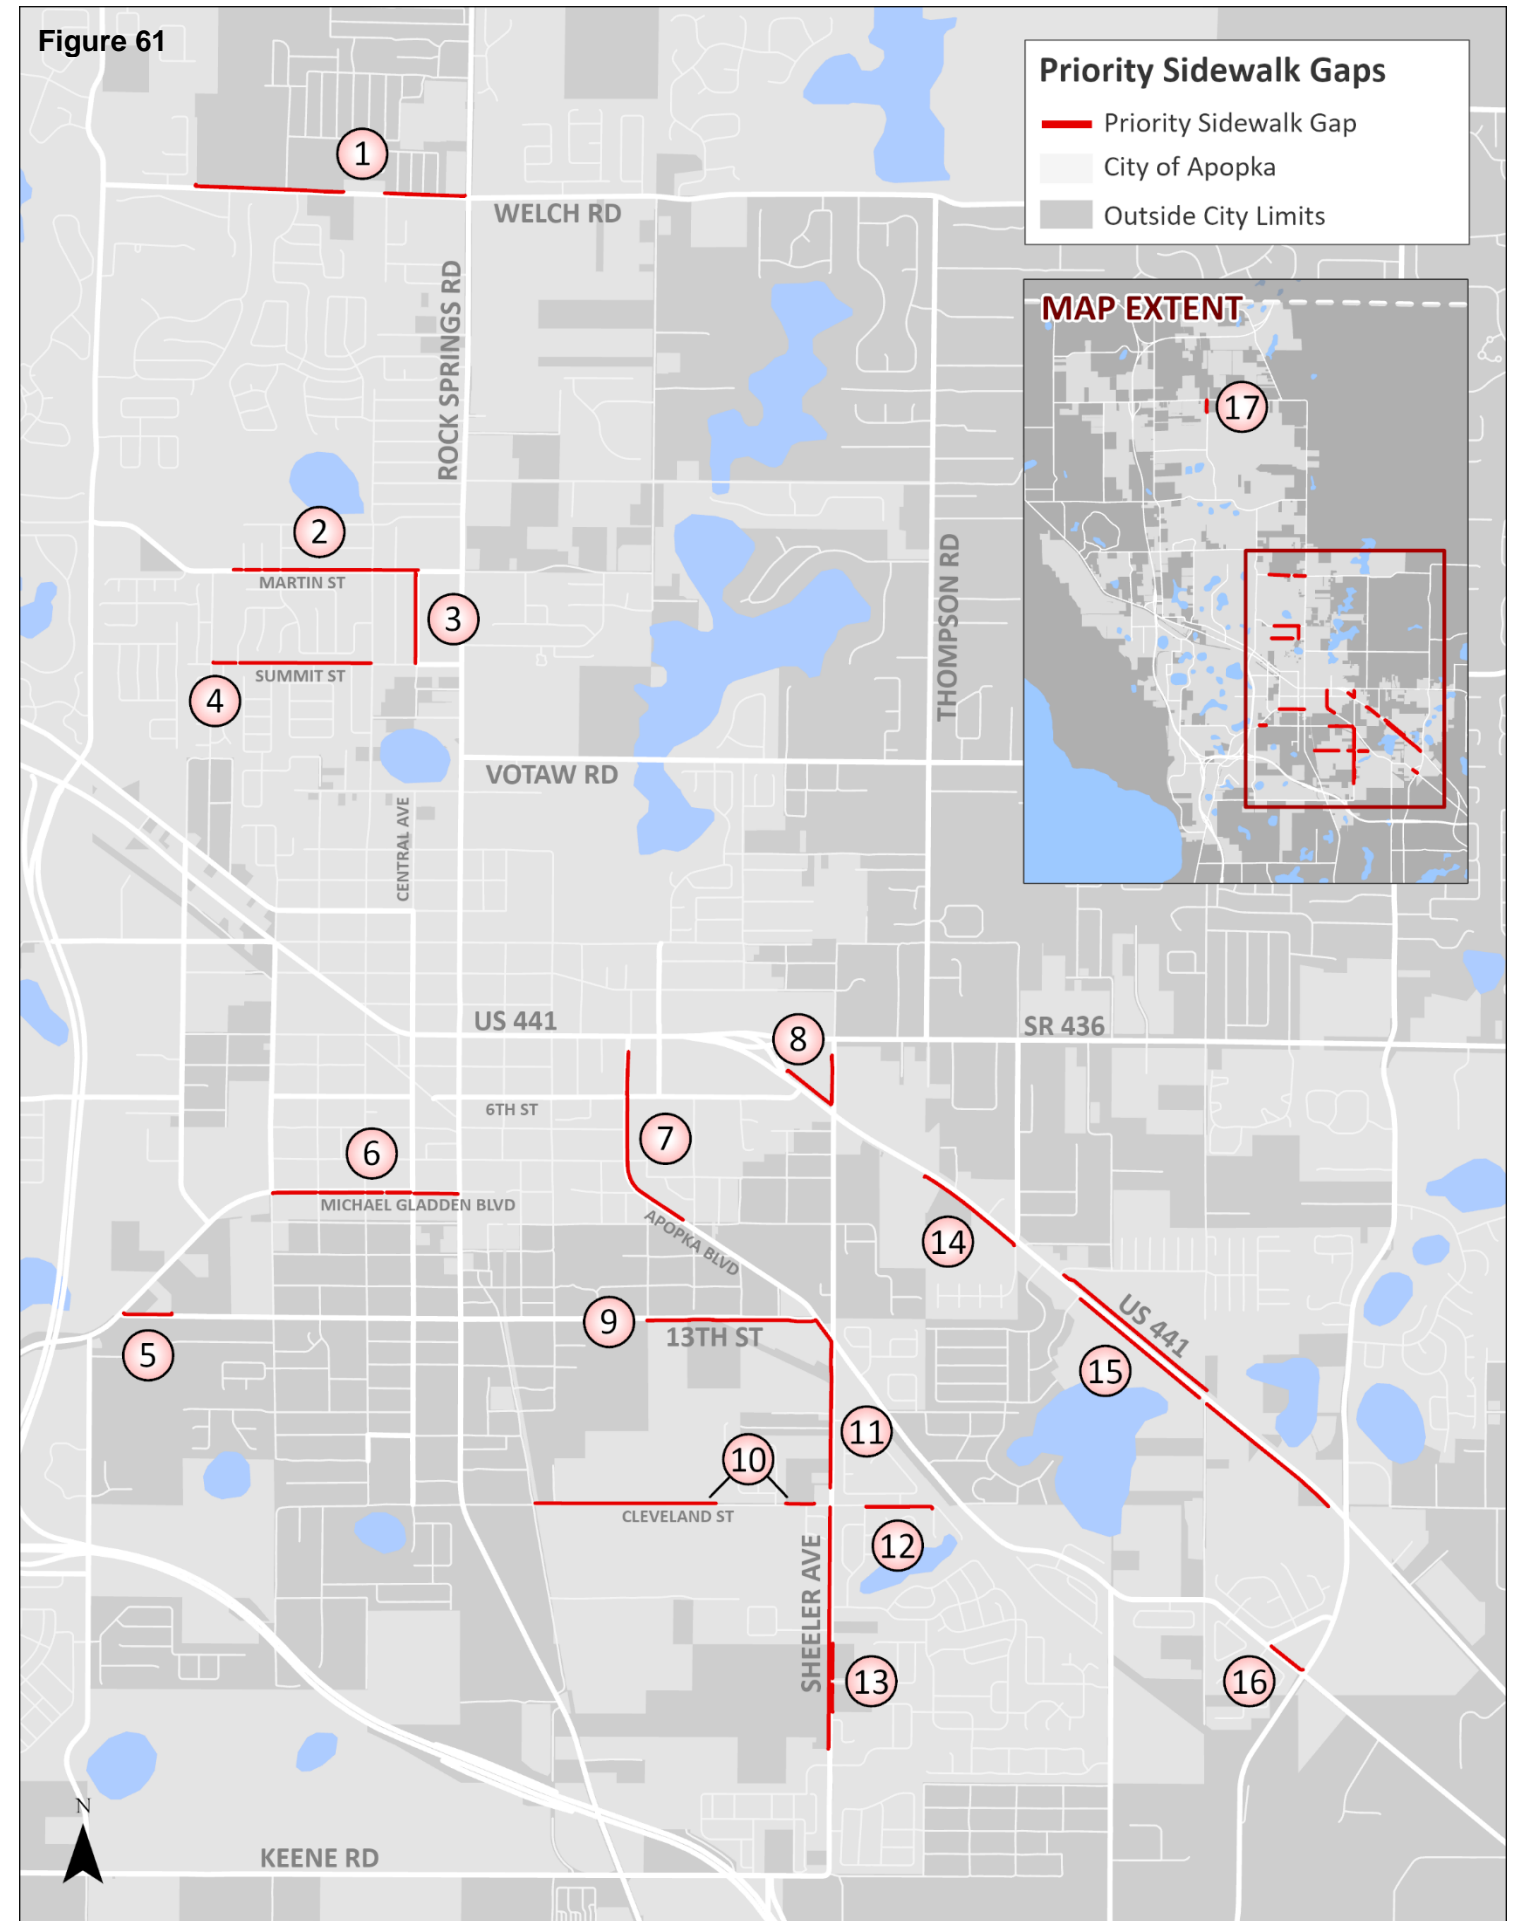 Figure 61
Priority Sidewalk Gaps
Priority Sidewalk Gap
City of Apopka
Outside City Limits
1
WELCH RD
ROCK SPRINGS RD
MAP EXTENT
17
2
MARTIN ST
3
THOMPSON RD
SUMMIT ST
4
VOTAW RD
CENTRAL AVE
US 441
8
SR 436
6TH ST
7
6
MICHAEL GLADDEN BLVD
APOPKA BLVD
14
9
13TH ST
US 441
5
15
11
10
CLEVELAND ST
12
SHEELER AVE
13
16
N
KEENE RD